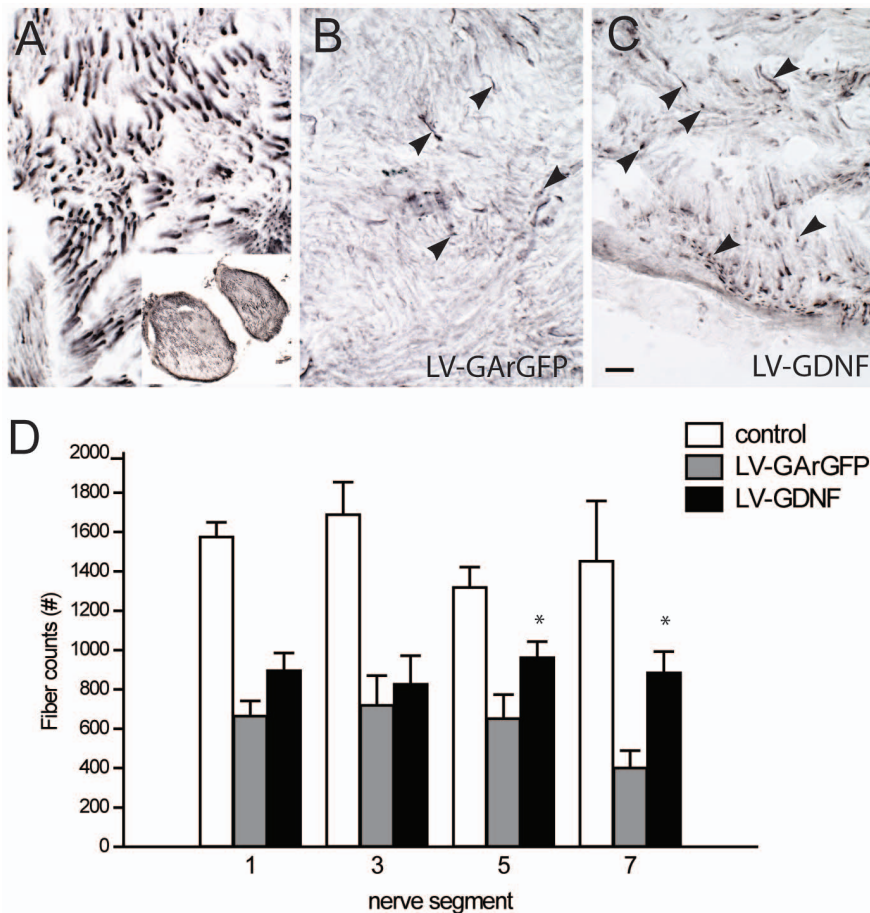 A
B
C
LV-GArGFP
LV-GDNF
D
control
LV-GArGFP
LV-GDNF
2000
1800
1600
1400
1200
1000
800
600
400
200
0
Fiber counts (#)
*
*
1 3 5 7
nerve segment